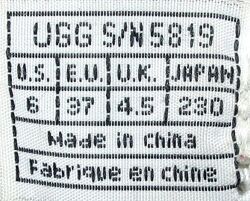 UGG S/N 5819
U.S. E.U. U.K. JAPAN
6 37 4.5 230
Made in china
Fabrique en chine